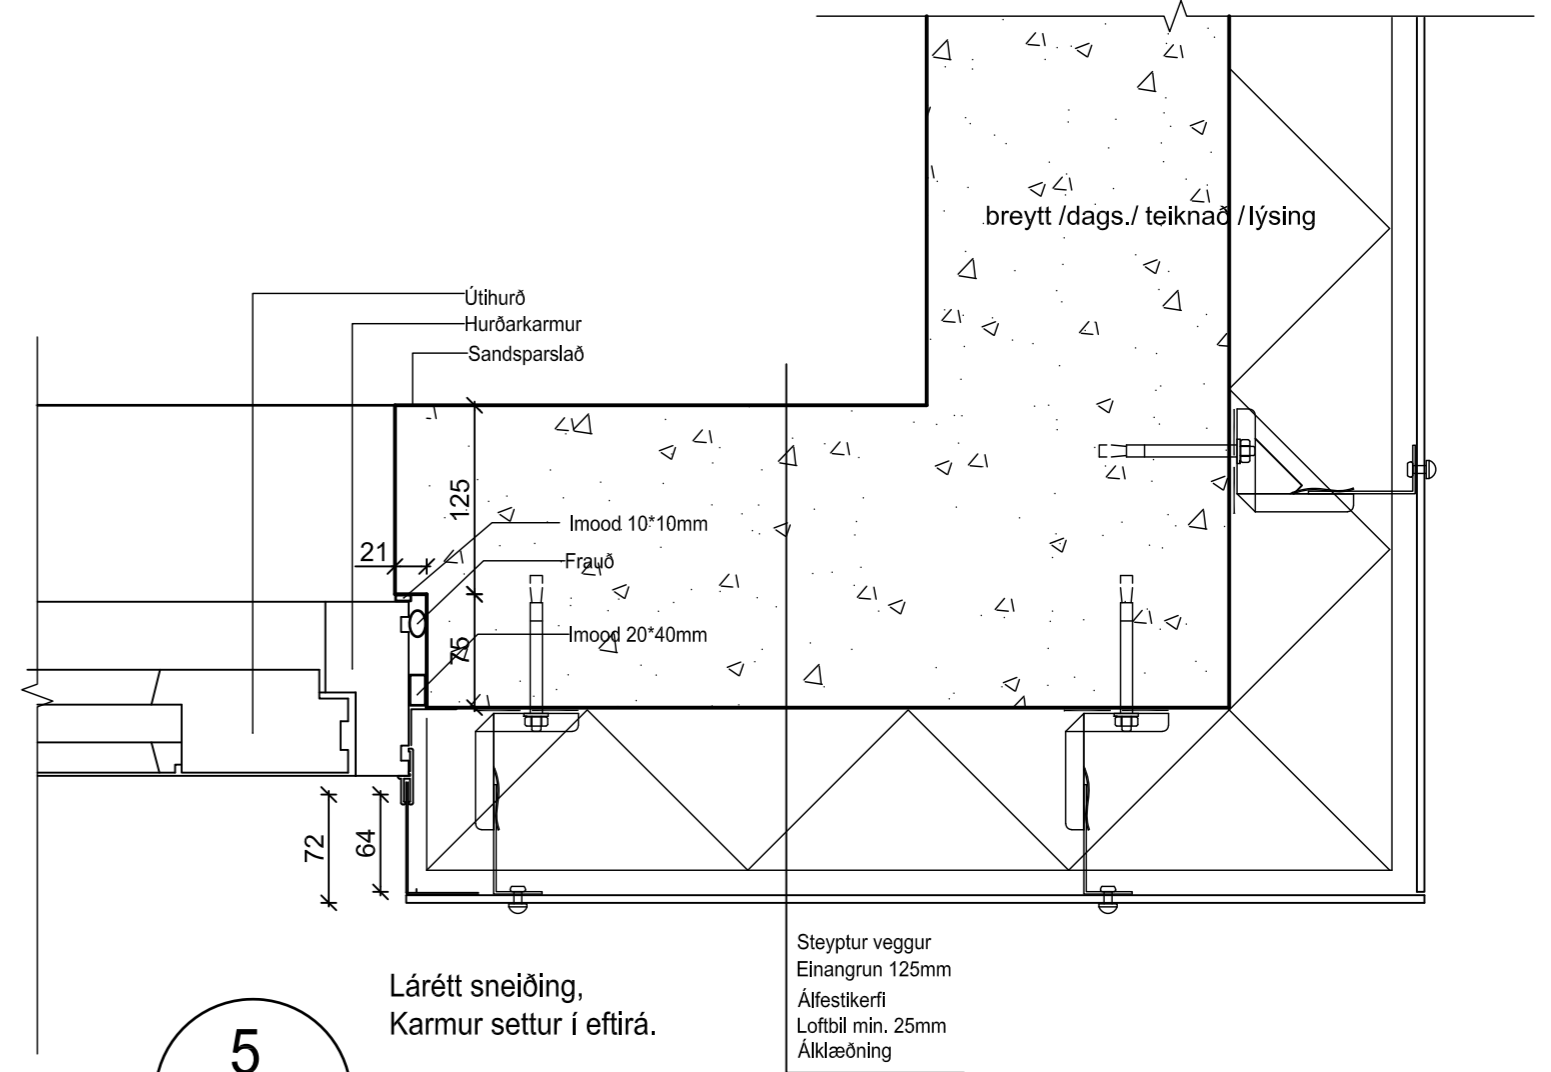 breytt /dags./ teiknað /lýsing
Útihurð
Hurðarkarmur
Sandsparslað
125
Imood 10*10mm
21
Frauð
Imood 20*40mm
75
72
64
Steyptur veggur
Einangrun 125mm
Álfestikerfi
Loftbil min. 25mm
Álklæðning
Lárétt sneiðing,
Karmur settur í eftirá.
5